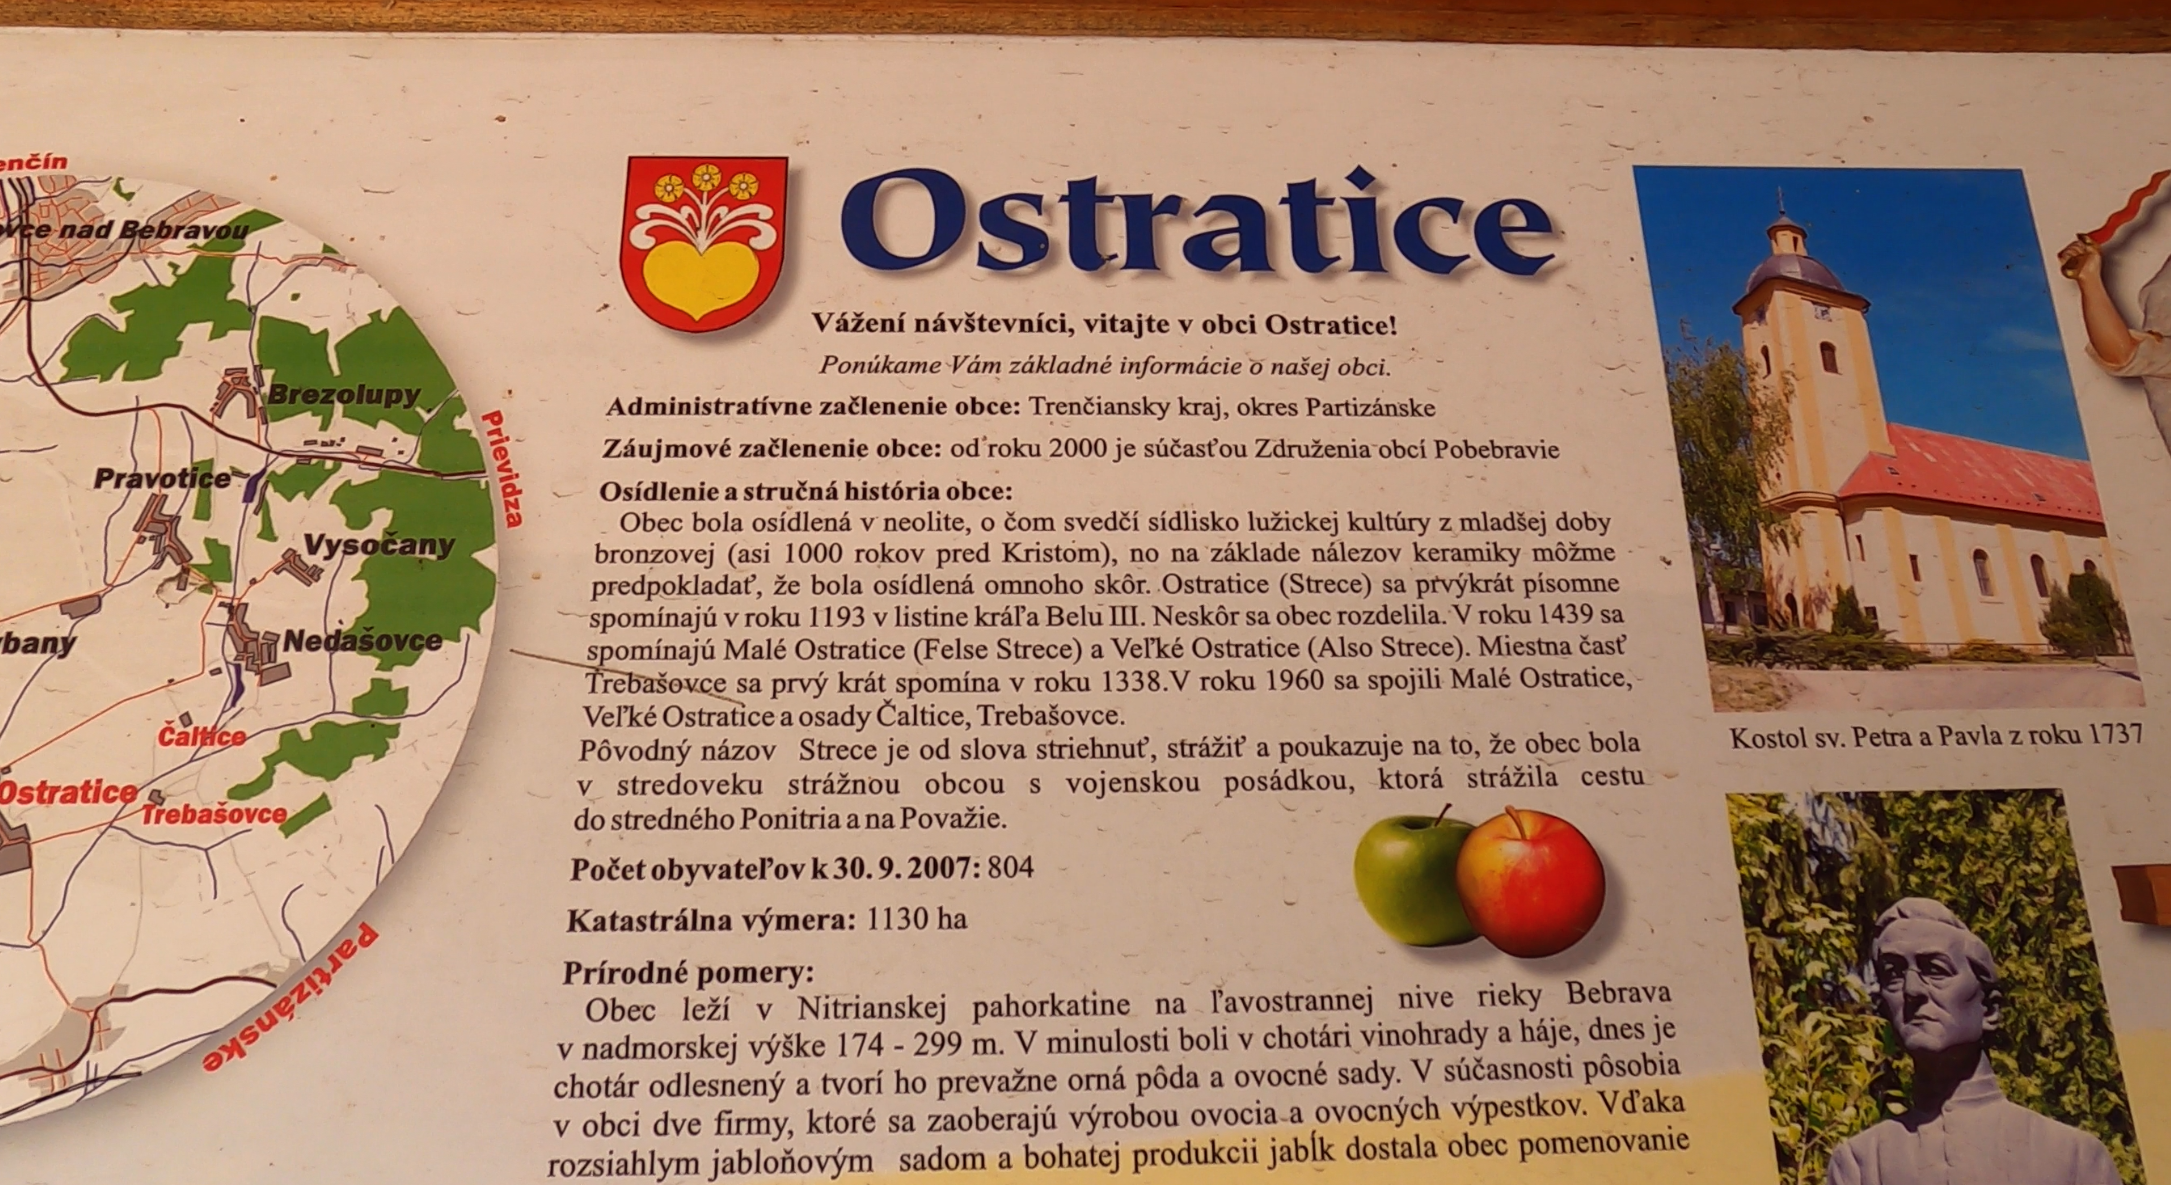 Ostratice
Vážení návštevníci, vitajte v obci Ostratice!
Ponúkame Vám základné informácie o našej obci.
Administratívne začlenenie obce: Trenčiansky kraj, okres Partizánske
Záujmové začlenenie obce: od roku 2000 je súčasťou Združenia obcí Pobebravie
Osídlenie a stručná história obce:
Obec bola osídlená v neolite, o čom svedčí sídlisko lužickej kultúry z mladšej doby
bronzovej (asi 1000 rokov pred Kristom), no na základe nálezov keramiky môžme
predpokladať, že bola osídlená omnoho skôr. Ostratice (Strece) sa prvýkrát písomne
spomínajú v roku 1193 v listine kráľa Belu III. Neskôr sa obec rozdelila. V roku 1439 sa
spomínajú Malé Ostratice (Felse Strece) a Veľké Ostratice (Also Strece). Miestna časť
Trebašovce sa prvý krát spomína v roku 1338.V roku 1960 sa spojili Malé Ostratice,
Veľké Ostratice a osady Čaltice, Trebašovce.
Pôvodný názov Strece je od slova striehnuť, strážiť a poukazuje na to, že obec bola
v stredoveku strážnou obcou s vojenskou posádkou, ktorá strážila cestu
do stredného Ponitria a na Považie.
Počet obyvateľov k 30. 9. 2007: 804
Katastrálna výmera: 1130 ha
Prírodné pomery:
Obec leží v Nitrianskej pahorkatine na ľavostrannej nive rieky Bebrava
v nadmorskej výške 174 - 299 m. V minulosti boli v chotári vinohrady a háje, dnes je
chotár odlesnený a tvorí ho prevažne orná pôda a ovocné sady. V súčasnosti pôsobia
v obci dve firmy, ktoré sa zaoberajú výrobou ovocia a ovocných výpestkov. Vďaka
rozsiahlym jabloňovým sadom a bohatej produkcii jabĺk dostala obec pomenovanie
Kostol sv. Petra a Pavla z roku 1737
enčín
vce nad Bebravou
Brezolupy
Prievidza
Pravotice
Vysočany
Nedašovce
bany
Čaltice
Ostratice
Trebašovce
Partizánske